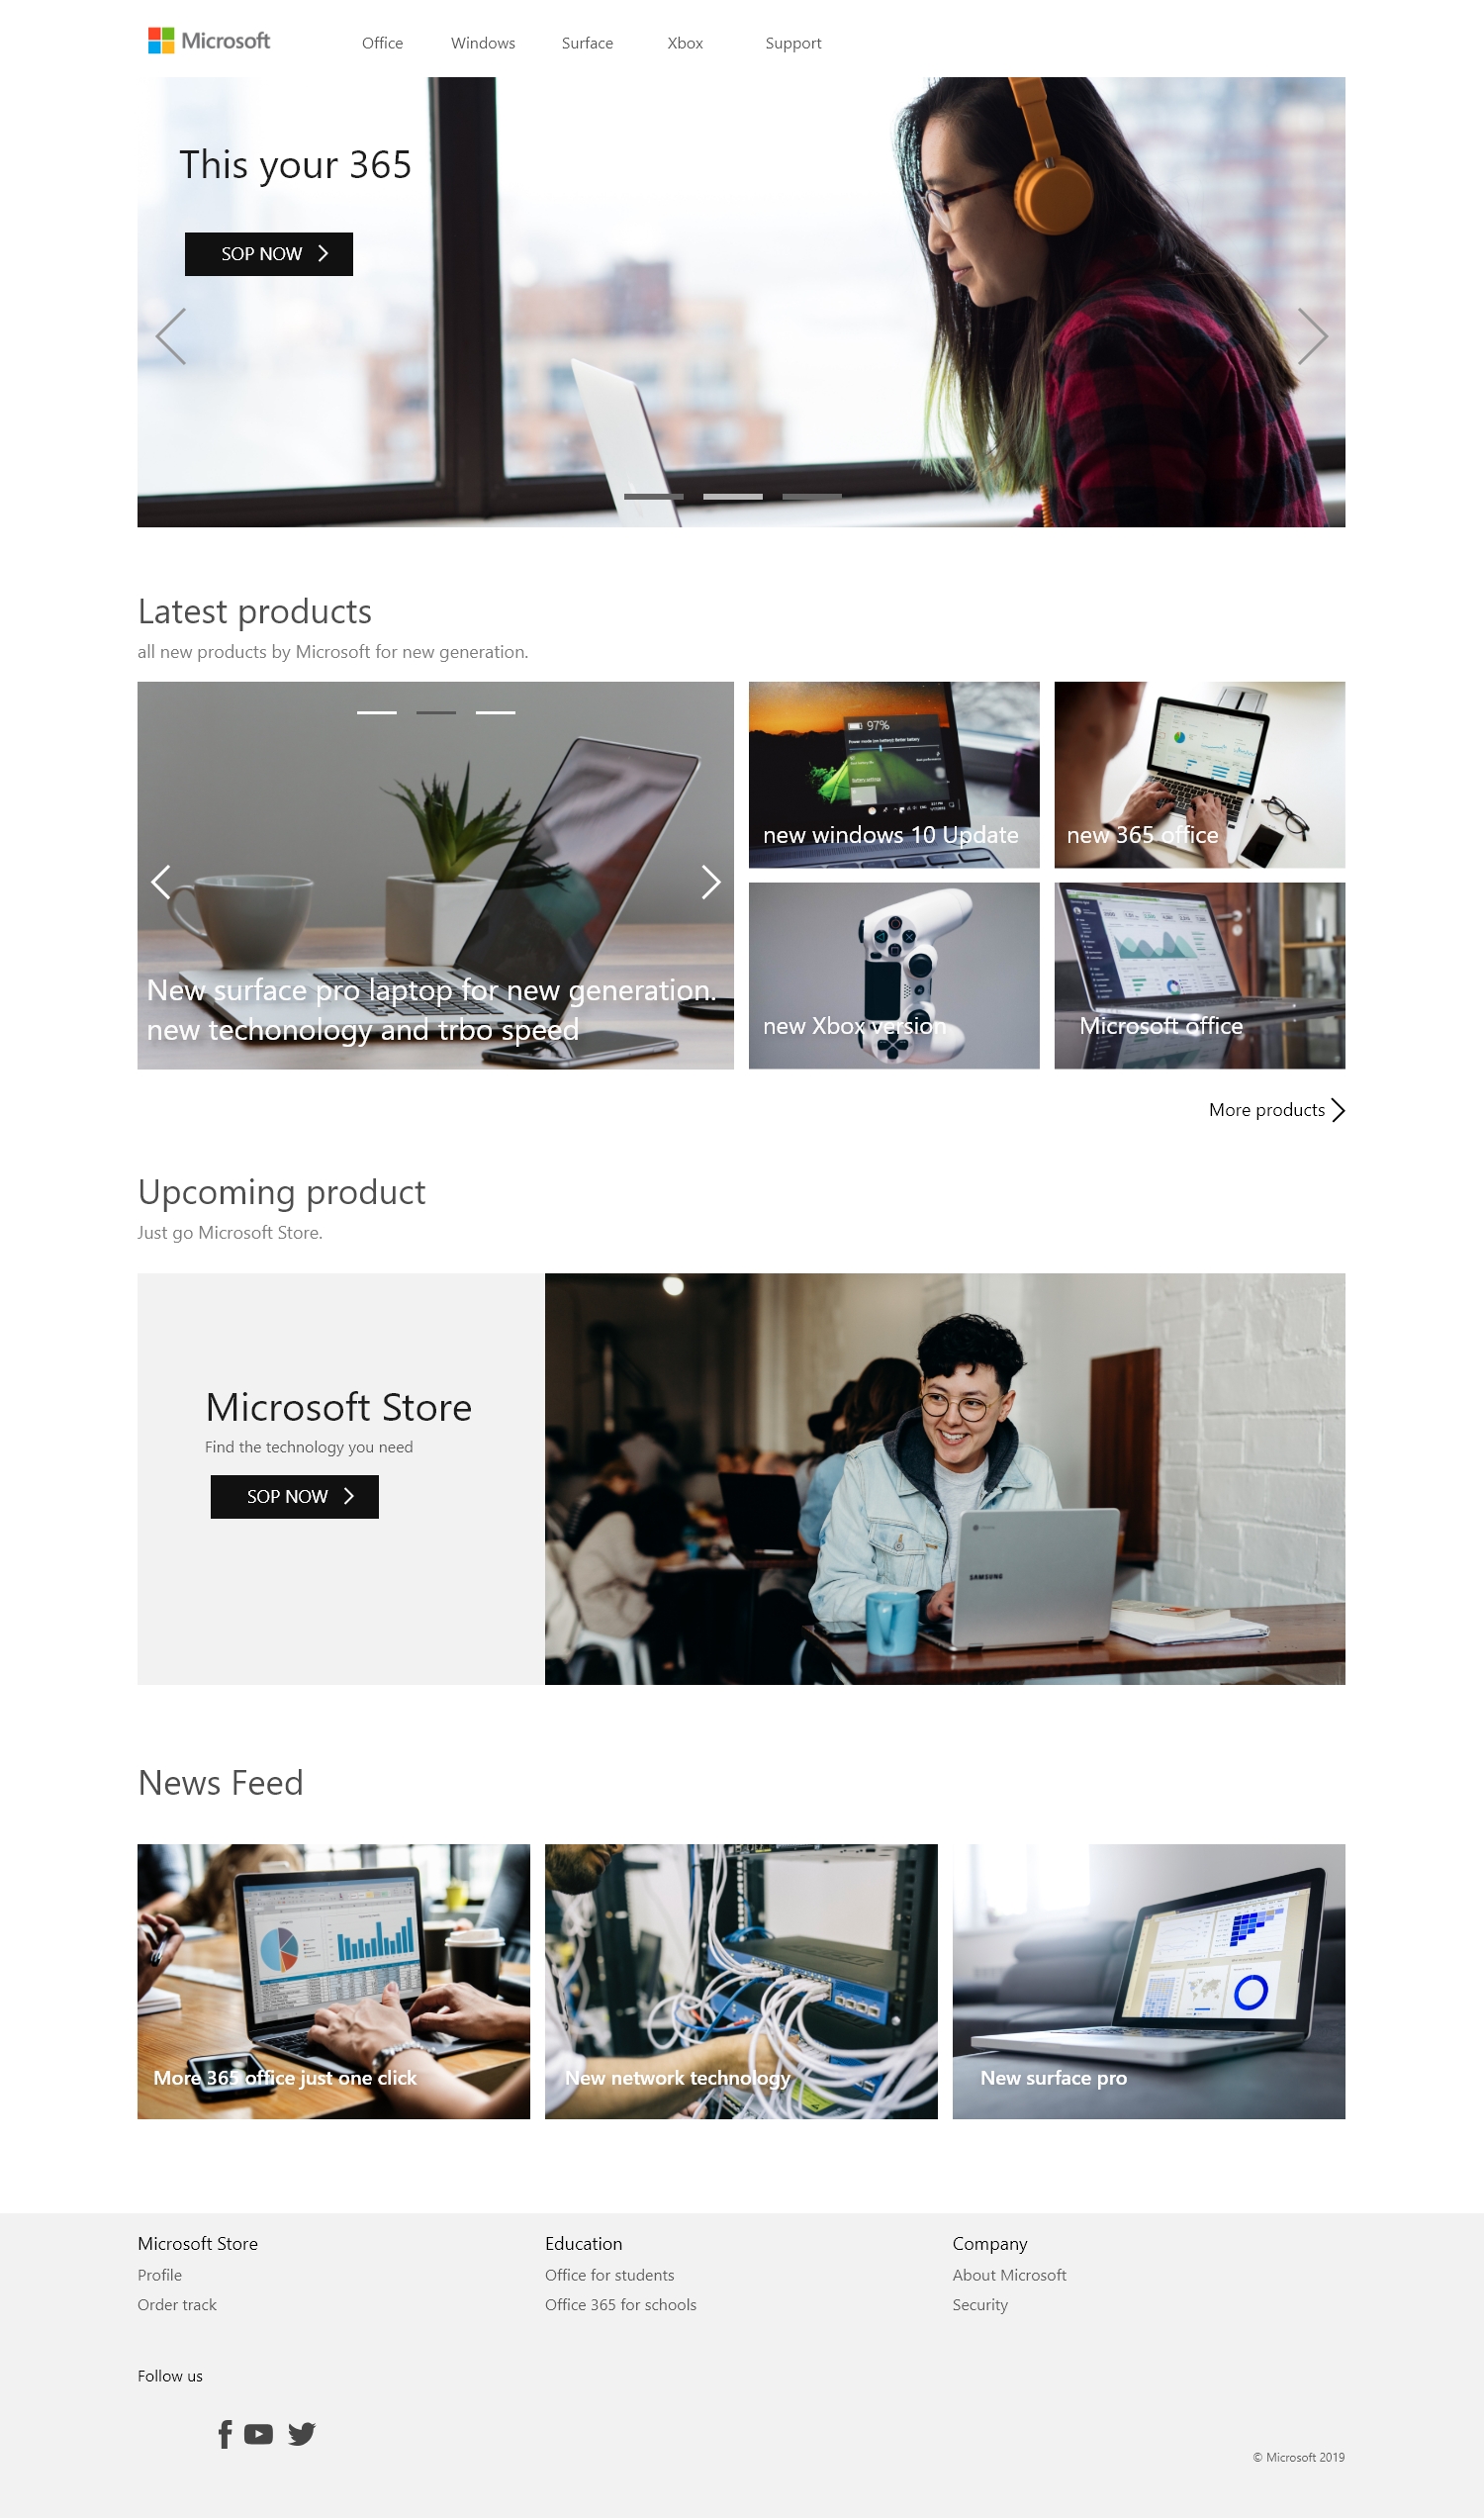 Microsoft
Office
Windows
Surface
Xbox
Support
This your 365
SOP NOW
Latest products
all new products by Microsoft for new generation.
New surface pro laptop for new generation.
new techonology and trbo speed
97%
new windows 10 Update
new 365 office
new Xbox version
Microsoft office
More products
Upcoming product
Just go Microsoft Store.
Microsoft Store
Find the technology you need
SOP NOW
SAMSUNG
News Feed
More 365 office just one click
New network technology
New surface pro
Microsoft Store
Profile
Order track
Education
Office for students
Office 365 for schools
Company
About Microsoft
Security
Follow us
© Microsoft 2019